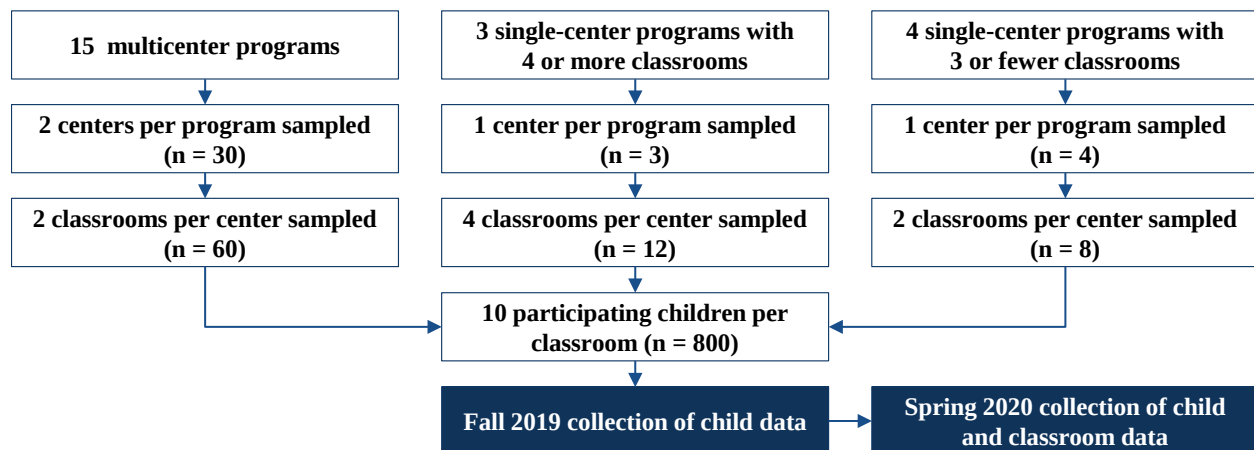 15 multicenter programs
3 single-center programs with
4 or more classrooms
4 single-center programs with
3 or fewer classrooms
2 centers per program sampled
(n = 30)
1 center per program sampled
(n = 3)
1 center per program sampled
(n = 4)
2 classrooms per center sampled
(n = 60)
4 classrooms per center sampled
(n = 12)
2 classrooms per center sampled
(n = 8)
10 participating children per
classroom (n = 800)
Fall 2019 collection of child data
Spring 2020 collection of child
and classroom data